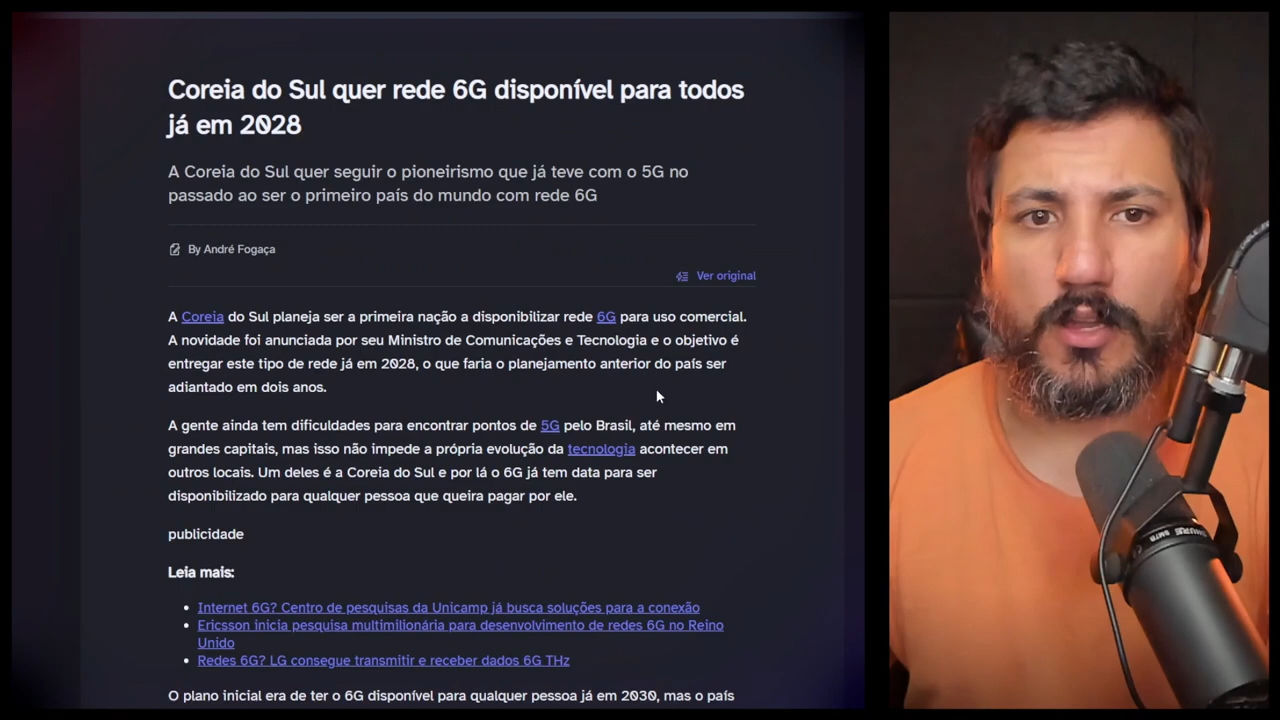 Coreia do Sul quer rede 6G disponível para todos
já em 2028
A Coreia do Sul quer seguir o pioneirismo que já teve com o 5G no
passado ao ser o primeiro país do mundo com rede 6G
By André Fogaça
Ver original
A Coreia do Sul planeja ser a primeira nação a disponibilizar rede 6G para uso comercial.
A novidade foi anunciada por seu Ministro de Comunicações e Tecnologia e o objetivo é
entregar este tipo de rede já em 2028, o que faria o planejamento anterior do país ser
adiantado em dois anos.
A gente ainda tem dificuldades para encontrar pontos de 5G pelo Brasil, até mesmo em
grandes capitais, mas isso não impede a própria evolução da tecnologia acontecer em
outros locais. Um deles é a Coreia do Sul e por lá o 6G já tem data para ser
disponibilizado para qualquer pessoa que queira pagar por ele.
publicidade
Leia mais:
Internet 6G? Centro de pesquisas da Unicamp já busca soluções para a conexão
Ericsson inicia pesquisa multimilionária para desenvolvimento de redes 6G no Reino
Unido
Redes 6G? LG consegue transmitir e receber dados 6G THz
O plano inicial era de ter o 6G disponível para qualquer pessoa já em 2030, mas o país
SHURE SM7B